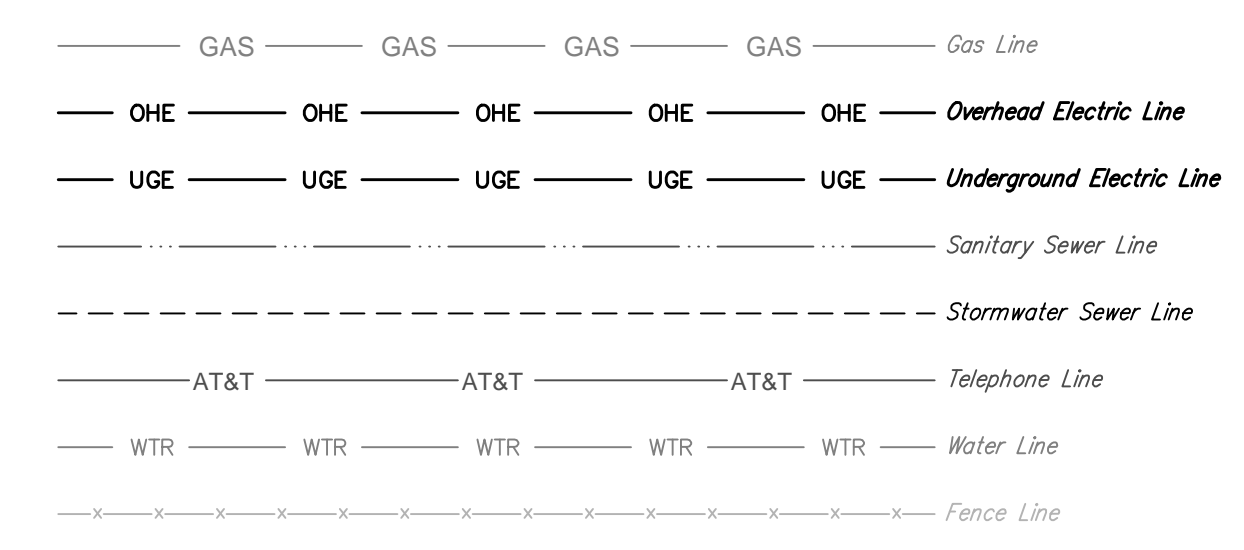 GAS GAS GAS GAS Gas Line
OHE OHE OHE OHE OHE Overhead Electric Line
UGE UGE UGE UGE UGE Underground Electric Line
Sanitary Sewer Line
Stormwater Sewer Line
AT&T AT&T AT&T Telephone Line
WTR WTR WTR WTR WTR Water Line
x x x x x x x x x x x x x x Fence Line